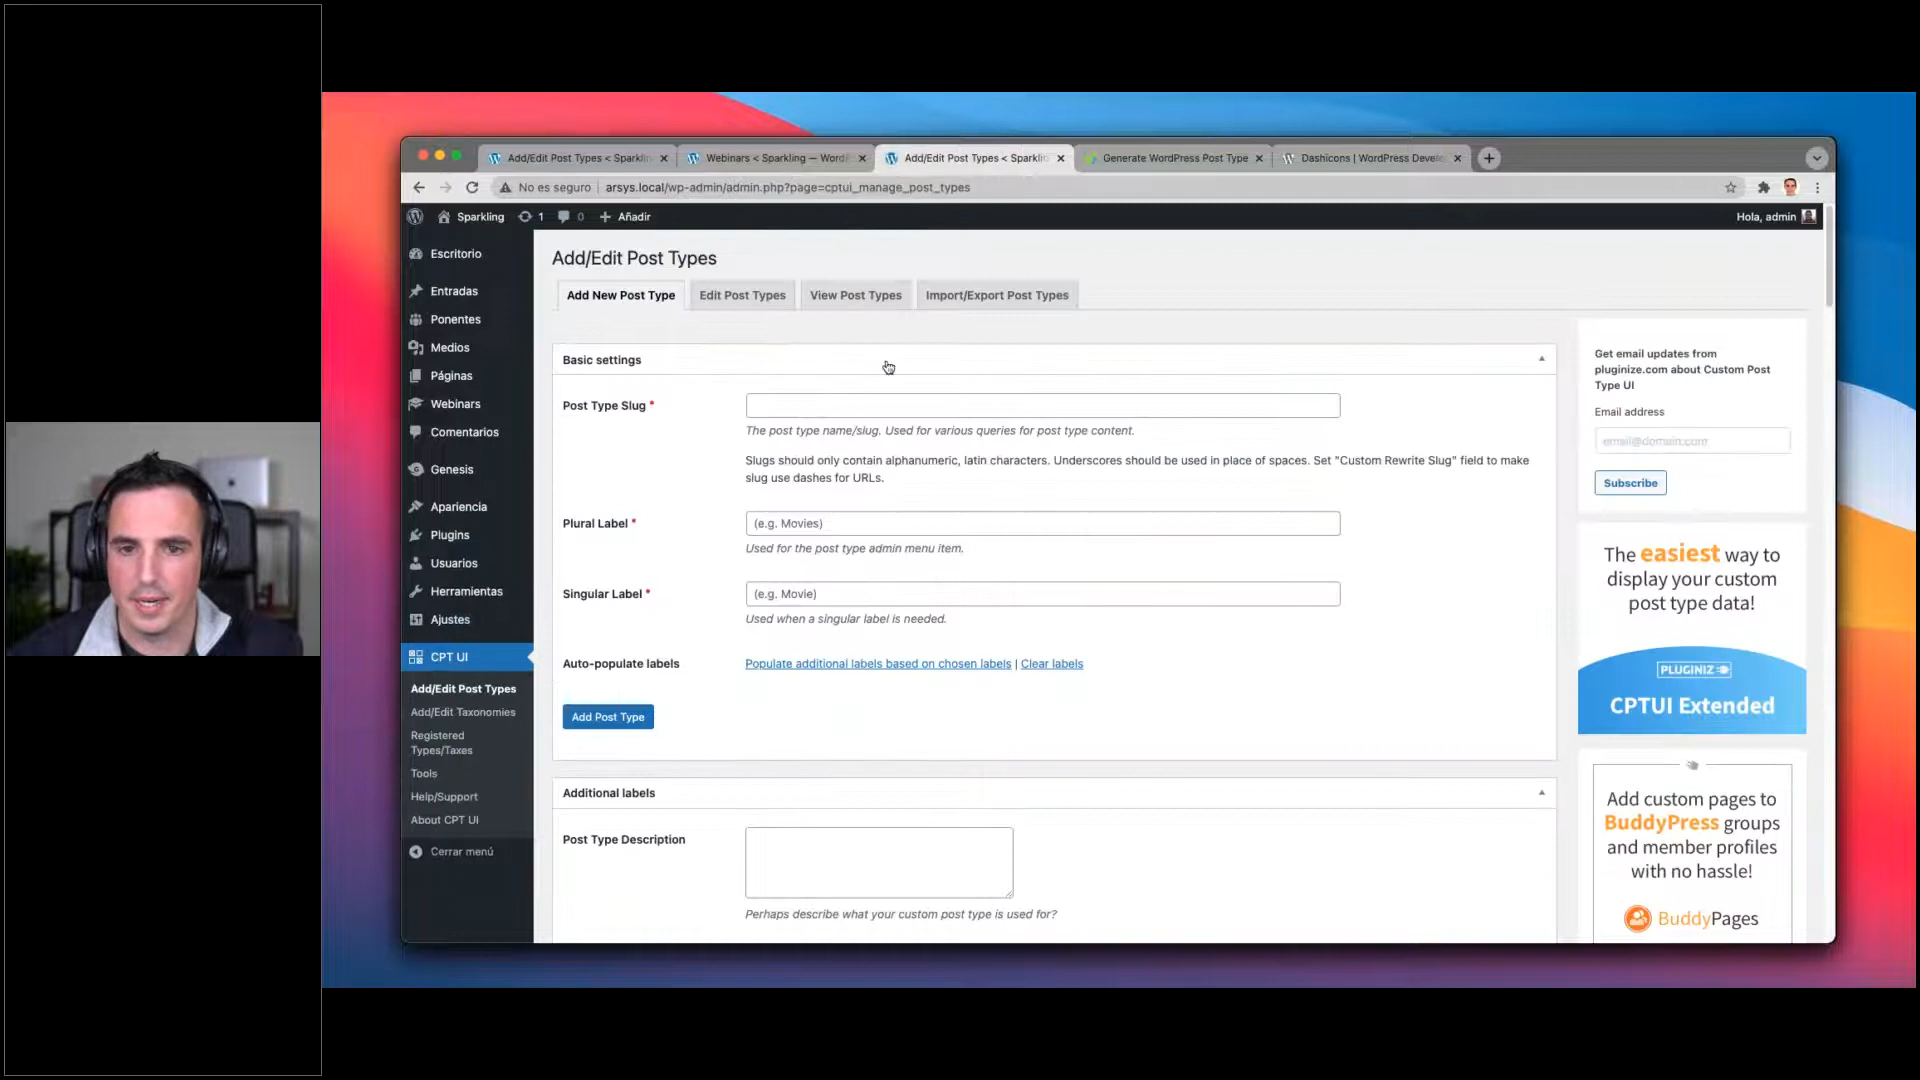 Add/Edit Post Types < Sparklin
Webinars < Sparkling — WordP
Add/Edit Post Types < Sparklin
Generate WordPress Post Type
Dashicons | WordPress Develo
No es seguro | arsys.local/wp-admin/admin.php?page=cptui_manage_post_types
Sparkling 1 0 + Añadir
Hola, admin
Escritorio
Entradas
Ponentes
Medios
Páginas
Webinars
Comentarios
Genesis
Apariencia
Plugins
Usuarios
Herramientas
Ajustes
CPT UI
Add/Edit Post Types
Add/Edit Taxonomies
Registered
Types/Taxes
Tools
Help/Support
About CPT UI
Cerrar menú
Add/Edit Post Types
Add New Post Type
Edit Post Types
View Post Types
Import/Export Post Types
Basic settings
Post Type Slug *
The post type name/slug. Used for various queries for post type content.
Slugs should only contain alphanumeric, latin characters. Underscores should be used in place of spaces. Set "Custom Rewrite Slug" field to make
slug use dashes for URLs.
Plural Label *
(e.g. Movies)
Used for the post type admin menu item.
Singular Label *
(e.g. Movie)
Used when a singular label is needed.
Auto-populate labels
Populate additional labels based on chosen labels | Clear labels
Add Post Type
Additional labels
Post Type Description
Perhaps describe what your custom post type is used for?
Get email updates from
pluginize.com about Custom Post
Type UI
Email address
email@domain.com
Subscribe
The easiest way to
display your custom
post type data!
PLUGINIZE
CPTUI Extended
Add custom pages to
BuddyPress groups
and member profiles
with no hassle!
BuddyPages